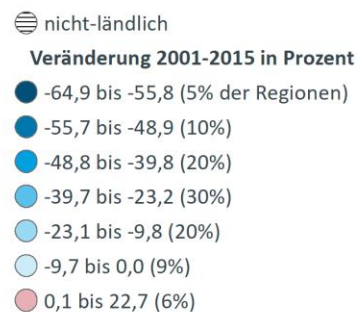 nicht-ländlich
Veränderung 2001-2015 in Prozent
-64,9 bis -55,8 (5% der Regionen)
-55,7 bis -48,9 (10%)
-48,8 bis -39,8 (20%)
-39,7 bis -23,2 (30%)
-23,1 bis -9,8 (20%)
-9,7 bis 0,0 (9%)
0,1 bis 22,7 (6%)